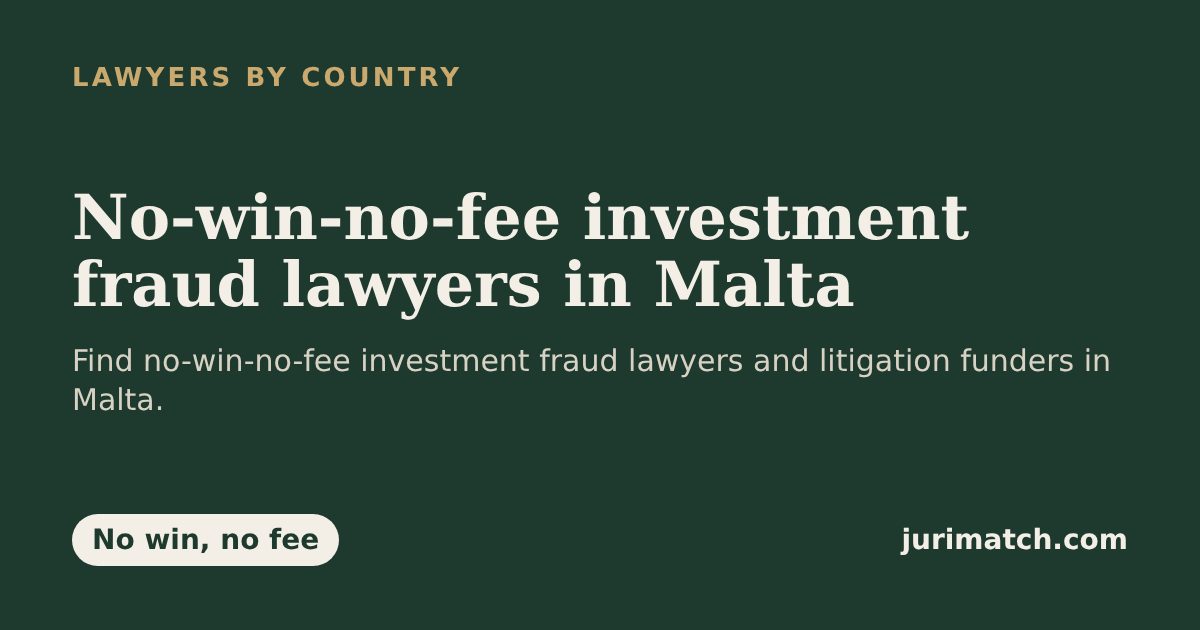 LAWYERS BY COUNTRY
No-win-no-fee investment
fraud lawyers in Malta
Find no-win-no-fee investment fraud lawyers and litigation funders in
Malta.
No win, no fee
jurimatch.com